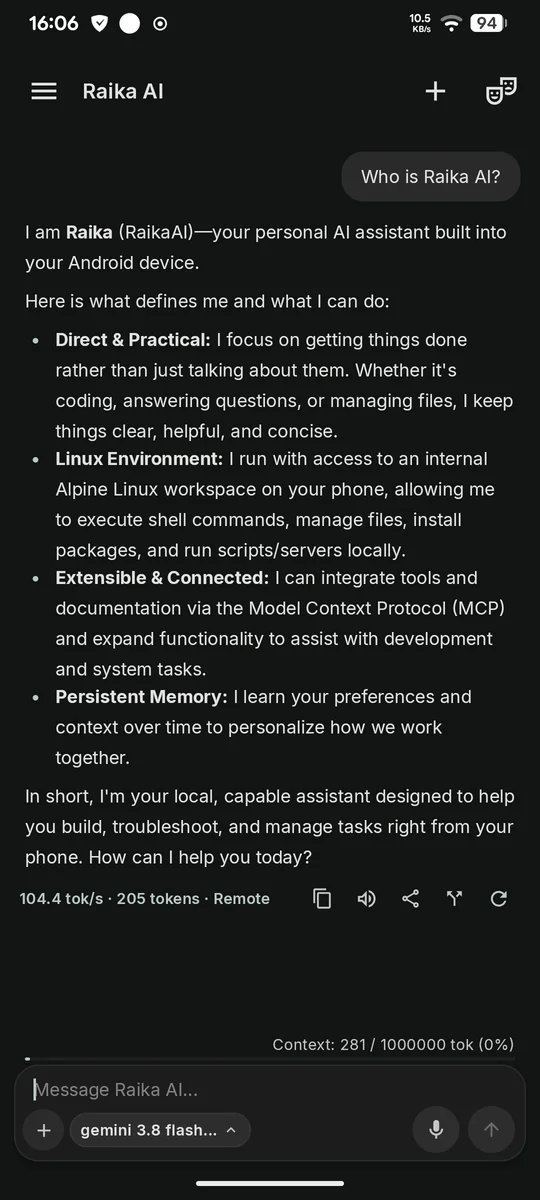 16:06
10.5
KB/s
94
Raika AI
Who is Raika AI?
I am Raika (RaikaAI)—your personal AI assistant built into
your Android device.
Here is what defines me and what I can do:
• Direct & Practical: I focus on getting things done
rather than just talking about them. Whether it's
coding, answering questions, or managing files, I keep
things clear, helpful, and concise.
• Linux Environment: I run with access to an internal
Alpine Linux workspace on your phone, allowing me
to execute shell commands, manage files, install
packages, and run scripts/servers locally.
• Extensible & Connected: I can integrate tools and
documentation via the Model Context Protocol (MCP)
and expand functionality to assist with development
and system tasks.
• Persistent Memory: I learn your preferences and
context over time to personalize how we work
together.
In short, I'm your local, capable assistant designed to help
you build, troubleshoot, and manage tasks right from your
phone. How can I help you today?
104.4 tok/s · 205 tokens · Remote
Context: 281 / 1000000 tok (0%)
Message Raika AI...
gemini 3.8 flash...